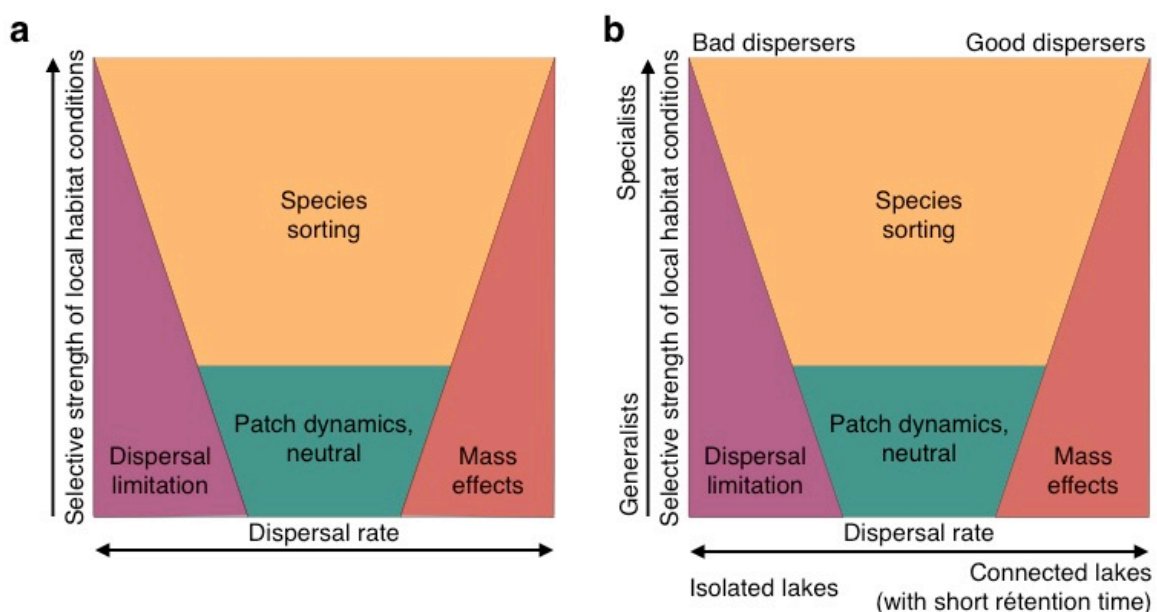 a
Selective strength of local habitat conditions
Species
sorting
Patch dynamics,
neutral
Dispersal
limitation
Mass
effects
Dispersal rate
b
Bad dispersers
Good dispersers
Specialists
Generalists
Selective strength of local habitat conditions
Species
sorting
Patch dynamics,
neutral
Dispersal
limitation
Mass
effects
Dispersal rate
Isolated lakes
Connected lakes
(with short rétention time)